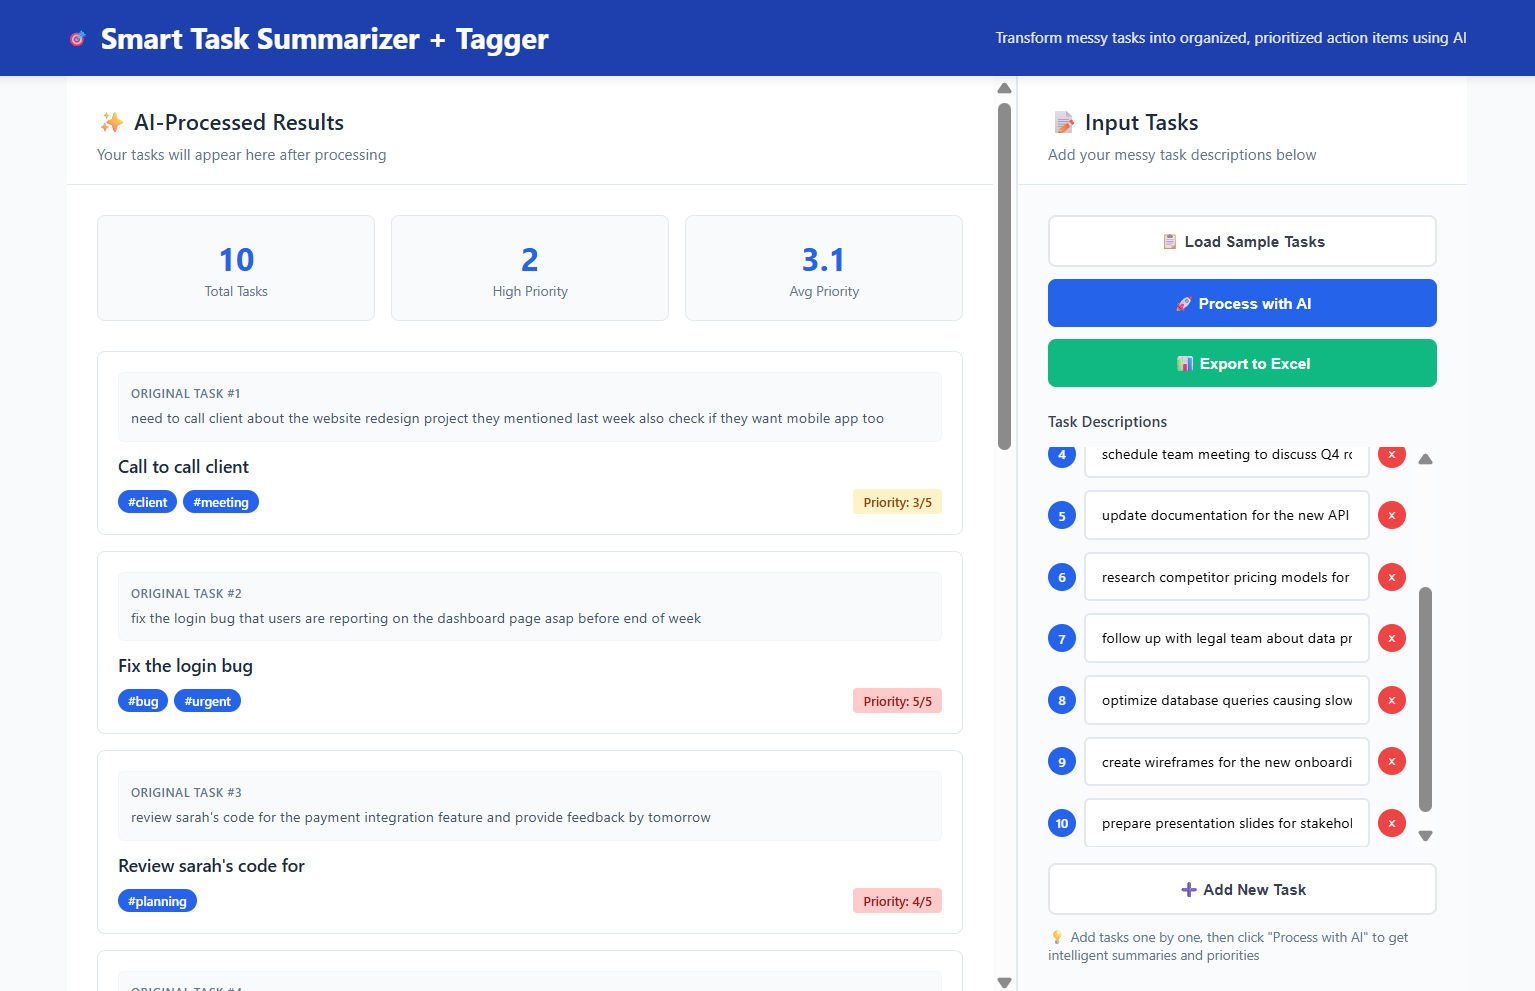 Smart Task Summarizer + Tagger
Transform messy tasks into organized, prioritized action items using AI
AI-Processed Results
Your tasks will appear here after processing
10
Total Tasks
2
High Priority
3.1
Avg Priority
ORIGINAL TASK #1
need to call client about the website redesign project they mentioned last week also check if they want mobile app too
Call to call client
#client #meeting
Priority: 3/5
ORIGINAL TASK #2
fix the login bug that users are reporting on the dashboard page asap before end of week
Fix the login bug
#bug #urgent
Priority: 5/5
ORIGINAL TASK #3
review sarah's code for the payment integration feature and provide feedback by tomorrow
Review sarah's code for
#planning
Priority: 4/5
ORIGINAL TASK #4
Input Tasks
Add your messy task descriptions below
Load Sample Tasks
Process with AI
Export to Excel
Task Descriptions
4 schedule team meeting to discuss Q4 x
5 update documentation for the new API x
6 research competitor pricing models for x
7 follow up with legal team about data x
8 optimize database queries causing slow x
9 create wireframes for the new onboardi x
10 prepare presentation slides for stakehol x
Add New Task
Add tasks one by one, then click "Process with AI" to get
intelligent summaries and priorities